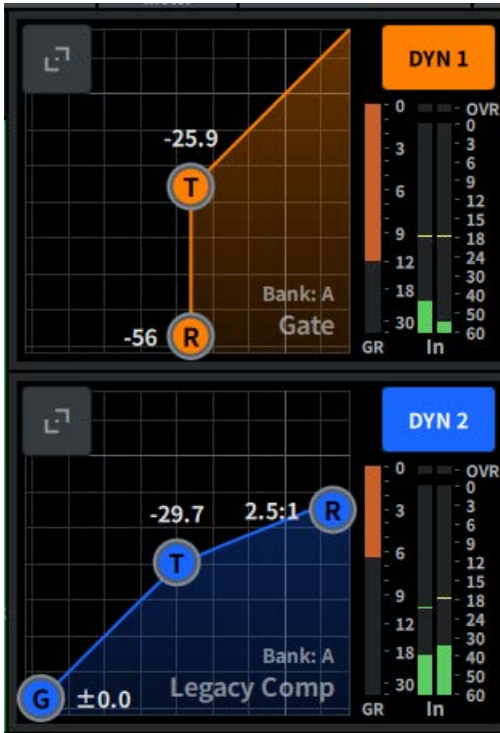 DYN 1
-25.9
T
-56
R
Bank: A
Gate
0
3
6
9
12
18
30
GR
OVR
0
3
6
9
12
15
18
24
30
40
50
60
In
DYN 2
-29.7
2.5:1
R
T
G
±0.0
Bank: A
Legacy Comp
0
3
6
9
12
18
30
GR
OVR
0
3
6
9
12
15
18
24
30
40
50
60
In